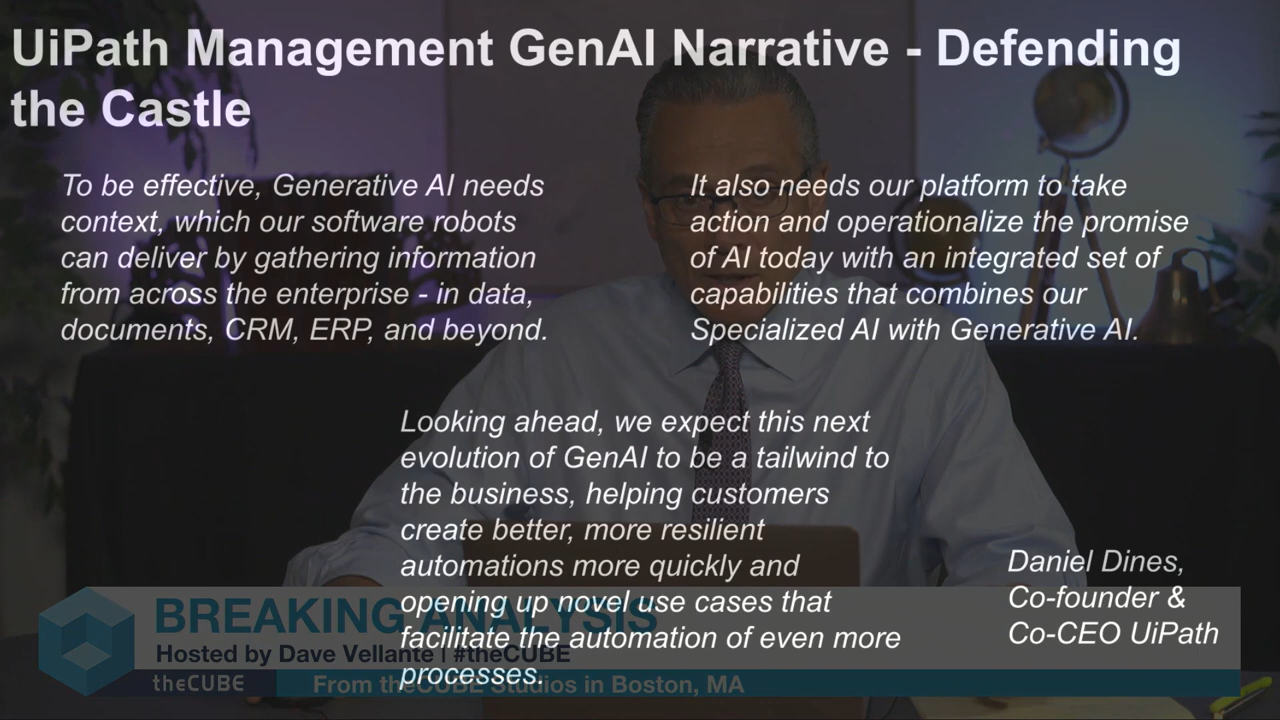 UiPath Management GenAI Narrative - Defending
the Castle
To be effective, Generative AI needs
context, which our software robots
can deliver by gathering information
from across the enterprise - in data,
documents, CRM, ERP, and beyond.
It also needs our platform to take
action and operationalize the promise
of AI today with an integrated set of
capabilities that combines our
Specialized AI with Generative AI.
Looking ahead, we expect this next
evolution of GenAI to be a tailwind to
the business, helping customers
create better, more resilient
automations more quickly and
opening up novel use cases that
facilitate the automation of even more
processes.
Daniel Dines,
Co-founder &
Co-CEO UiPath
BREAKING ANALYSIS
Hosted by Dave Vellante | #theCUBE
theCUBE
From theCUBE Studios in Boston, MA